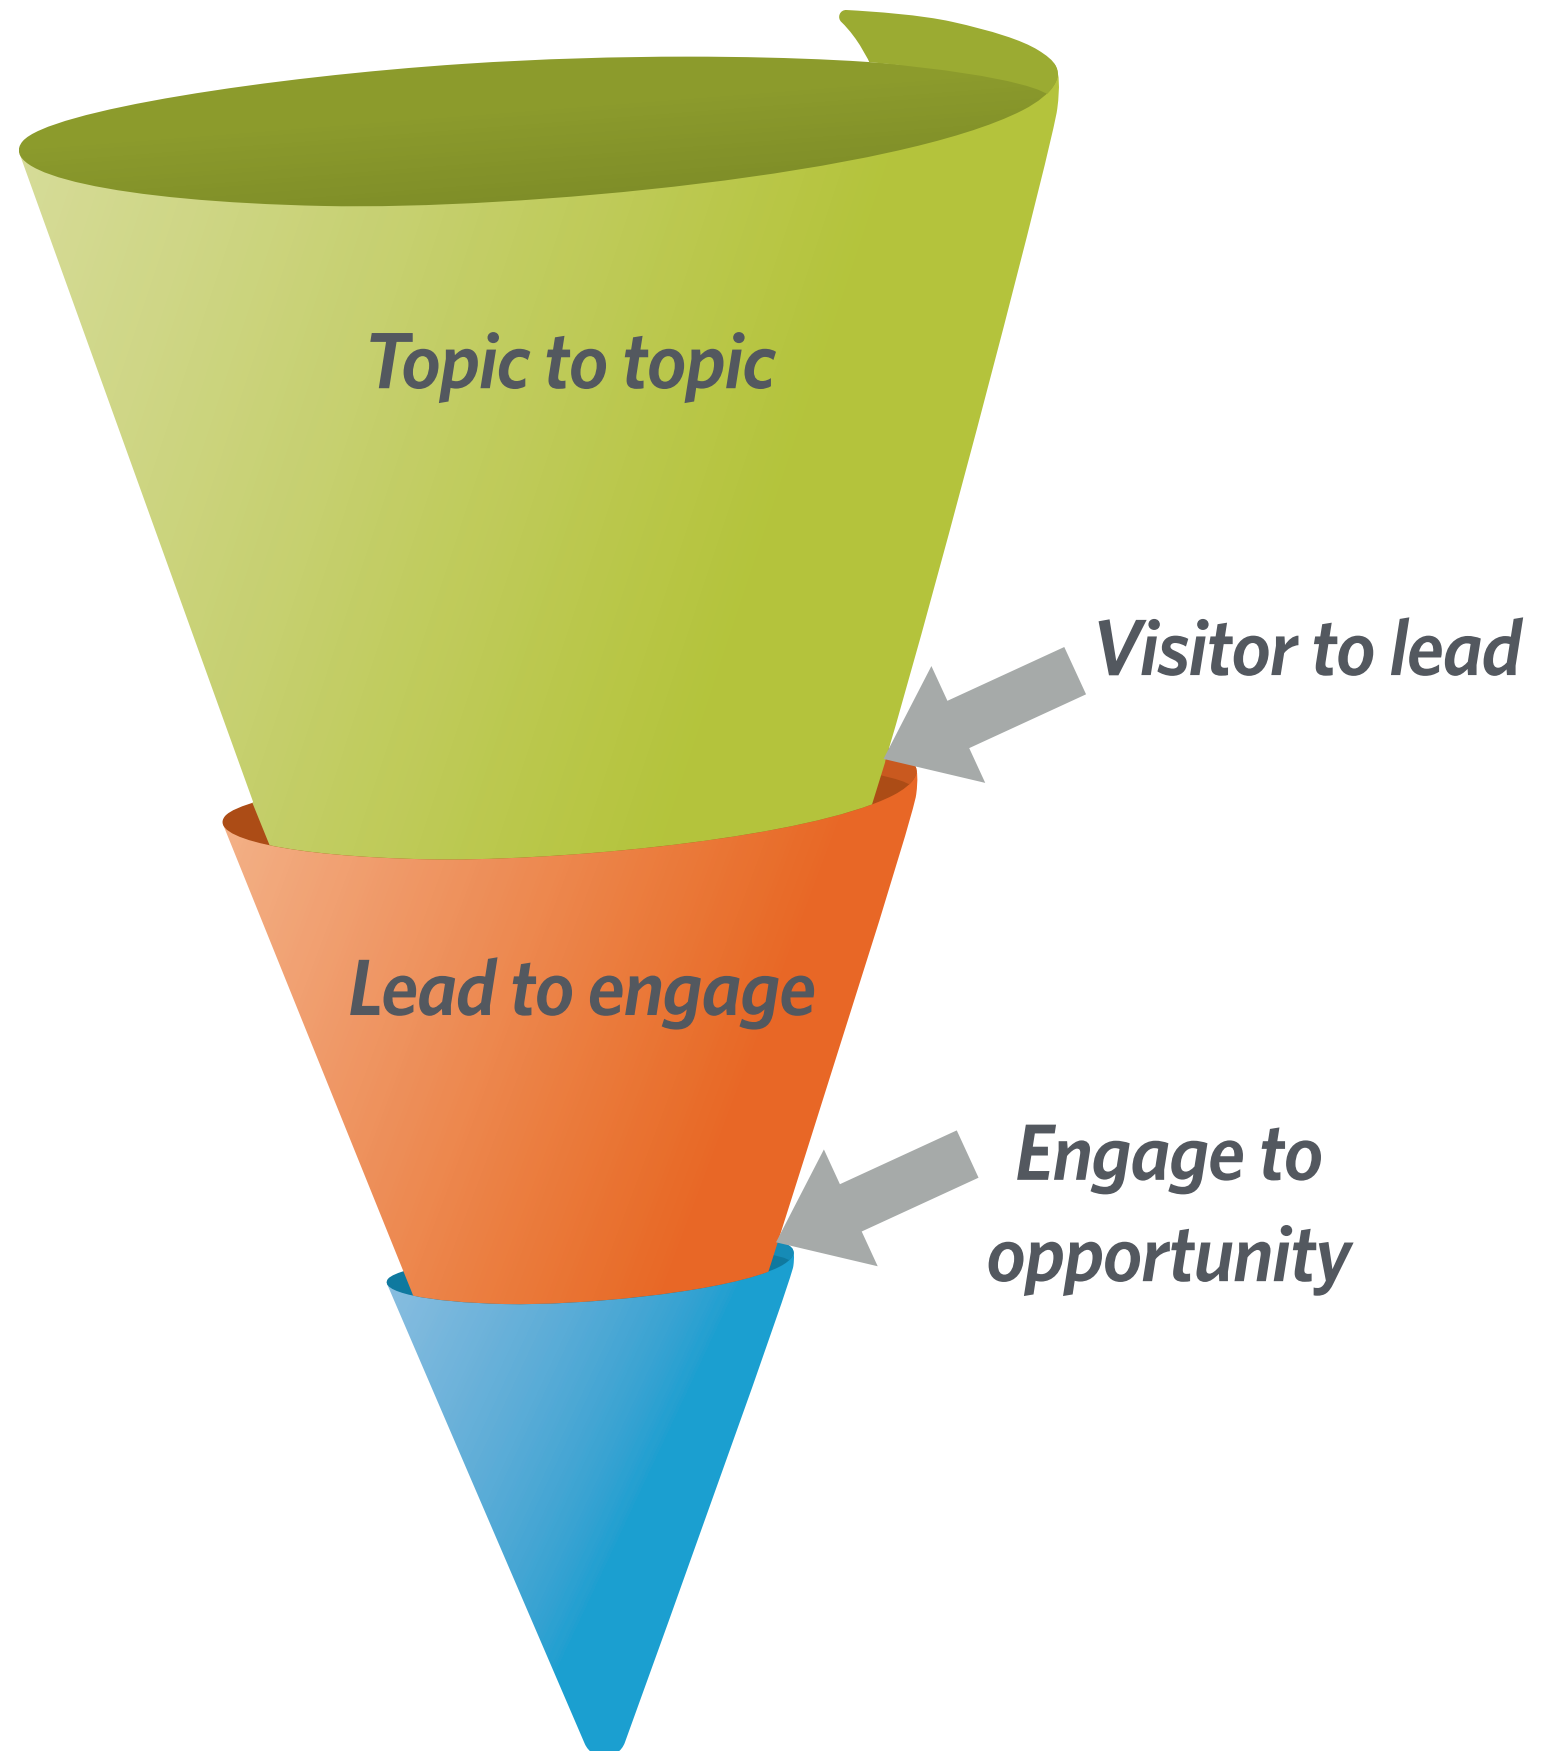 Topic to topic
Visitor to lead
Lead to engage
Engage to
opportunity